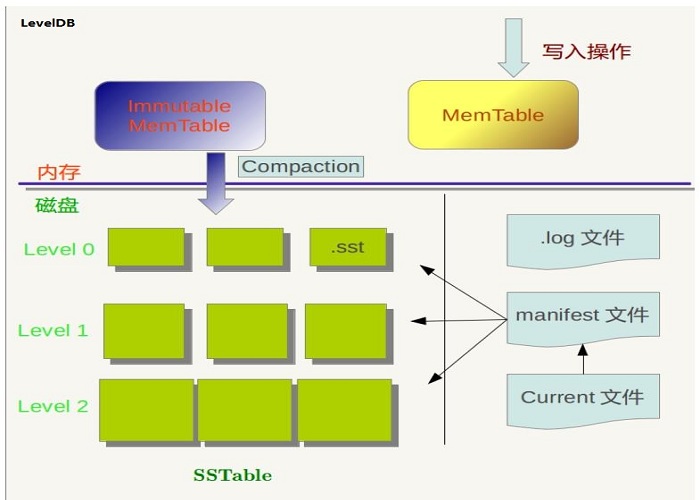 LevelDB
写入操作
Immutable
MemTable
MemTable
Compaction
内存
磁盘
Level 0
.sst
.log 文件
Level 1
manifest 文件
Level 2
Current 文件
SSTable